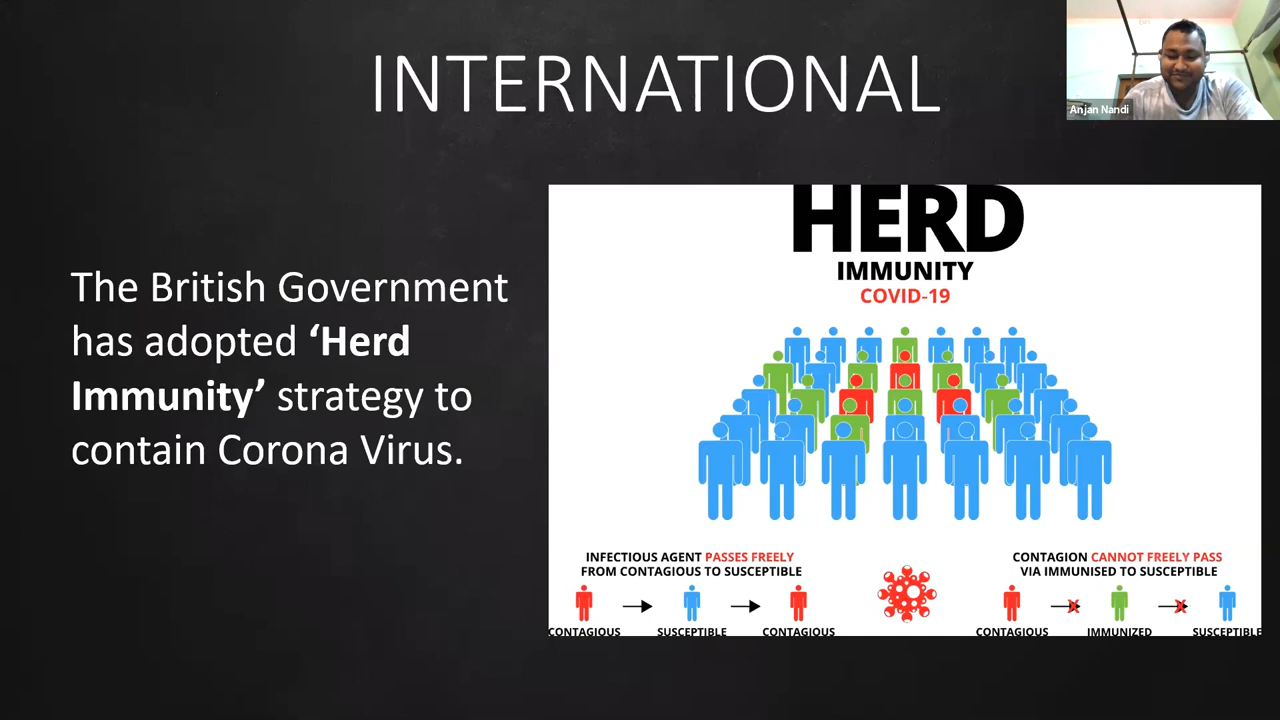 INTERNATIONAL
Anjan Nandi
The British Government
has adopted ‘Herd
Immunity’ strategy to
contain Corona Virus.
HERD
IMMUNITY
COVID-19
INFECTIOUS AGENT PASSES FREELY
FROM CONTAGIOUS TO SUSCEPTIBLE
CONTAGIOUS SUSCEPTIBLE CONTAGIOUS
CONTAGION CANNOT FREELY PASS
VIA IMMUNISED TO SUSCEPTIBLE
CONTAGIOUS IMMUNIZED SUSCEPTIBLE